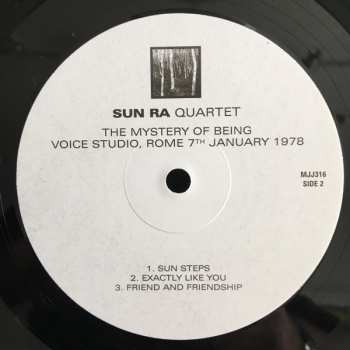 SUN RA QUARTET
THE MYSTERY OF BEING
VOICE STUDIO, ROME 7TH JANUARY 1978
MJJ316
SIDE 2
1. SUN STEPS
2. EXACTLY LIKE YOU
3. FRIEND AND FRIENDSHIP